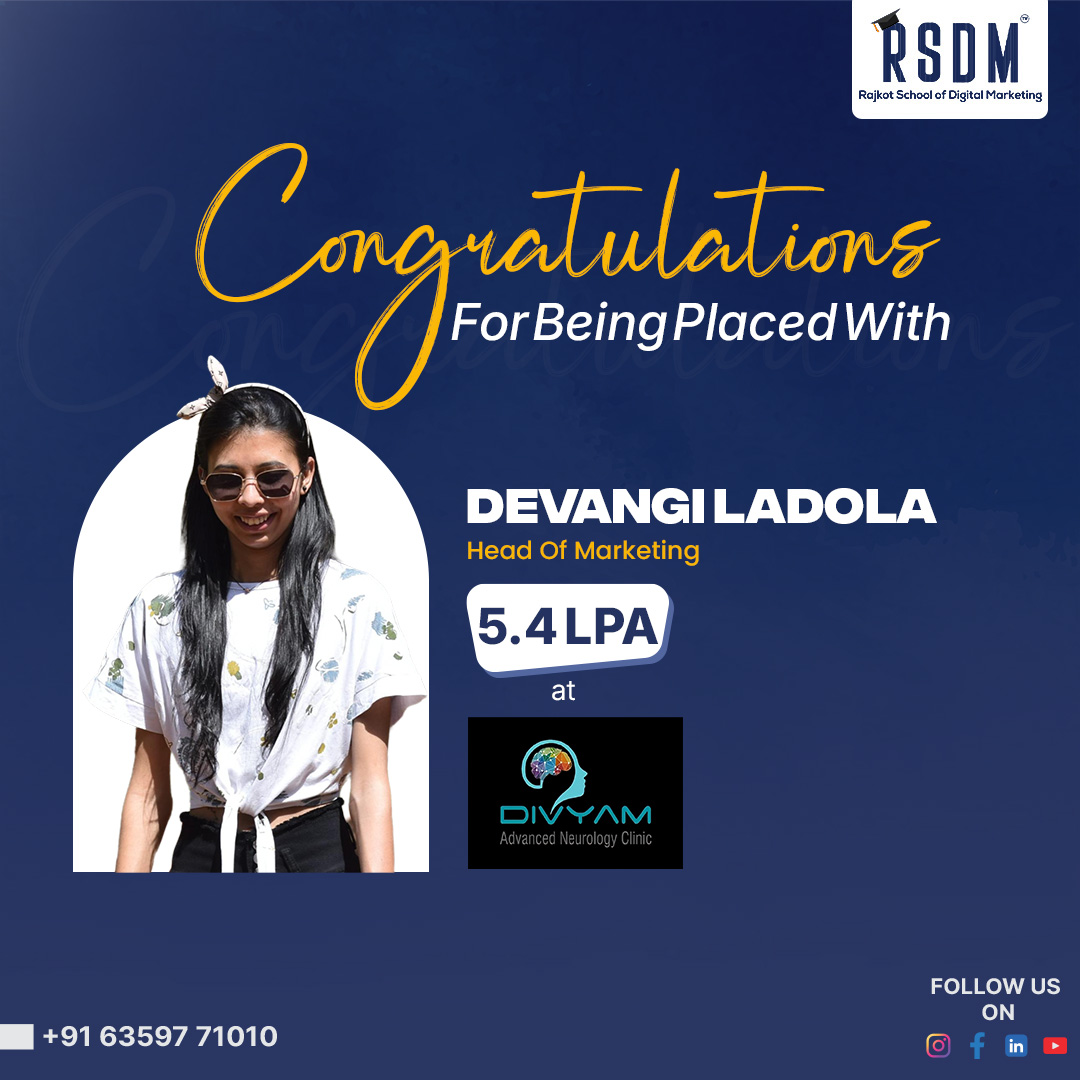 RSDM
TM
Rajkot School of Digital Marketing
Congratulations
For Being Placed With
DEVANGI LADOLA
Head Of Marketing
5.4 LPA
at
DIVYAM
Advanced Neurology Clinic
+91 63597 71010
FOLLOW US
ON